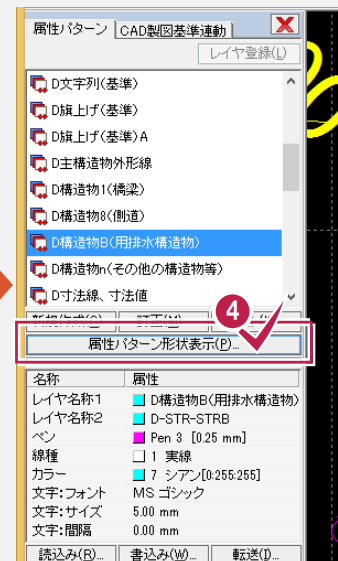 属性パターン CAD製図基準連動
レイヤ登録(L)
D文字列(基準)
D旗上げ(基準)
D旗上げ(基準)A
D主構造物外形線
D構造物1(橋梁)
D構造物8(側道)
D構造物B(用排水構造物)
D構造物n(その他の構造物等)
D寸法線、寸法値
4
属性パターン形状表示(P)...
名称 属性
レイヤ名称1 D構造物B(用排水構造物)
レイヤ名称2 D-STR-STRB
ペン Pen 3 [0.25 mm]
線種 1 実線
カラー 7 シアン[0:255:255]
文字:フォント MS ゴシック
文字:サイズ 5.00 mm
文字:間隔 0.00 mm
読込み(R)... 書込み(W)... 転送(I)...